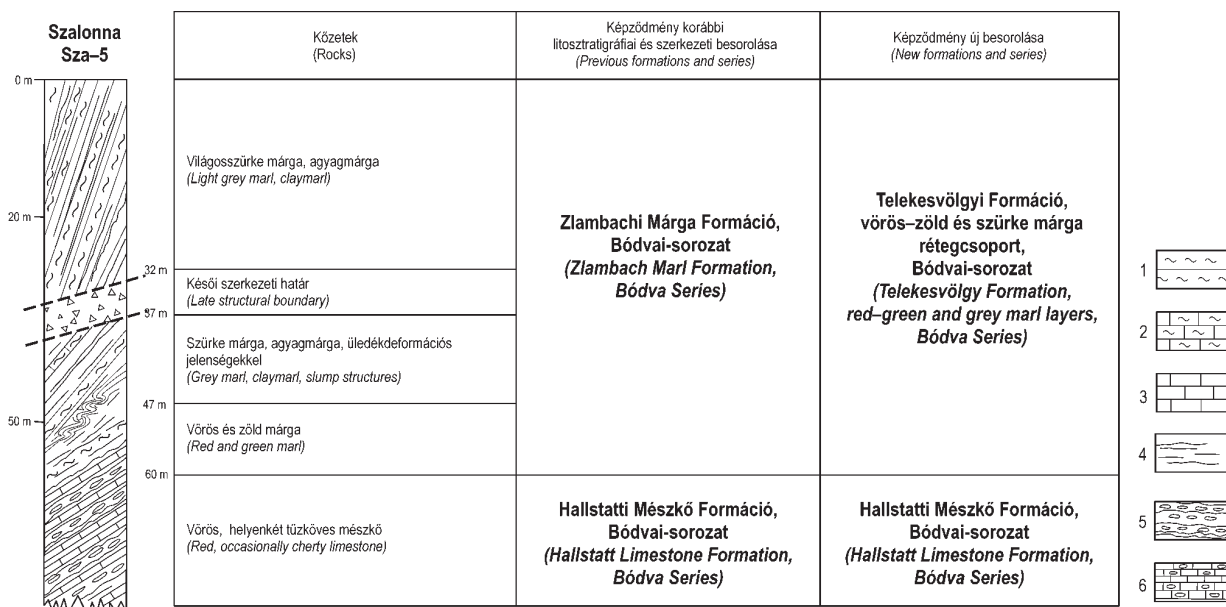 Szalonna
Sza–5
Kőzetek
(Rocks)
Képződmény korábbi
litosztratigráfiai és szerkezeti besorolása
(Previous formations and series)
Képződmény új besorolása
(New formations and series)
0 m
20 m
50 m
32 m
37 m
47 m
60 m
Világosszürke márga, agyagmárga
(Light grey marl, claymarl)
Késői szerkezeti határ
(Late structural boundary)
Szürke márga, agyagmárga, üledékdeformációs
jelenségekkel
(Grey marl, claymarl, slump structures)
Vörös és zöld márga
(Red and green marl)
Vörös, helyenkét tűzköves mészkő
(Red, occasionally cherty limestone)
Zlambachi Márga Formáció,
Bódvai-sorozat
(Zlambach Marl Formation,
Bódva Series)
Hallstatti Mészkő Formáció,
Bódvai-sorozat
(Hallstatt Limestone Formation,
Bódva Series)
Telekesvölgyi Formáció,
vörös–zöld és szürke márga
rétegcsoport,
Bódvai-sorozat
(Telekesvölgy Formation,
red–green and grey marl layers,
Bódva Series)
Hallstatti Mészkő Formáció,
Bódvai-sorozat
(Hallstatt Limestone Formation,
Bódva Series)
1
2
3
4
5
6